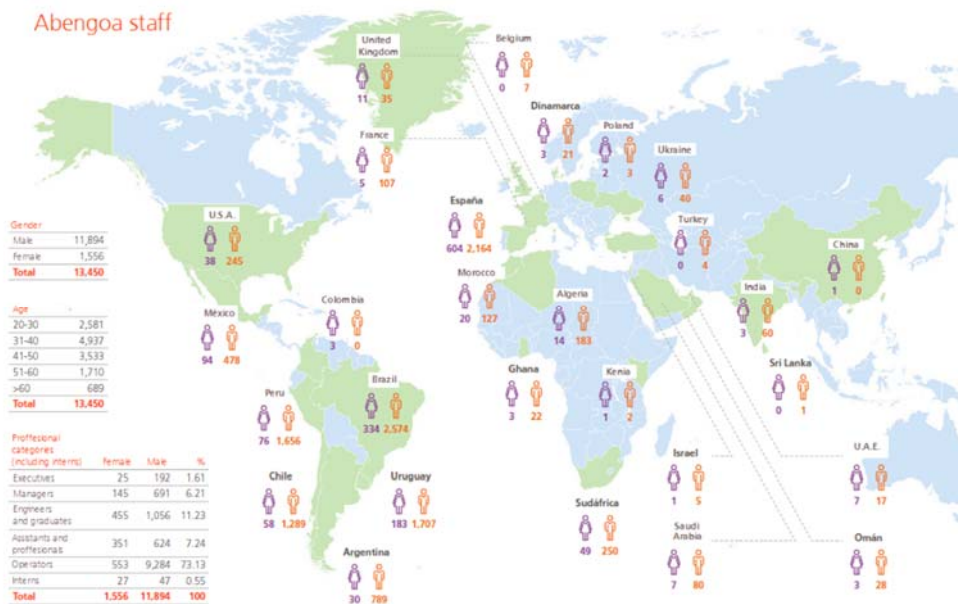 Abengoa staff
United
Kingdom
11 35
Belgium
0 7
Dinamarca
3 21
Poland
2 3
Ukraine
6 40
France
5 107
España
604 2,164
Turkey
0 4
China
1 0
U.S.A.
38 245
Morocco
20 127
Algeria
14 183
India
3 60
México
94 478
Colombia
3 0
Ghana
3 22
Kenia
1 2
Sri Lanka
0 1
Peru
76 1,656
Brazil
334 2,574
Israel
1 5
U.A.E.
7 17
Chile
58 1,289
Uruguay
183 1,707
Sudáfrica
49 250
Saudi
Arabia
7 80
Omán
3 28
Argentina
30 789
Gender
Male 11,894
Female 1,556
Total 13,450
Age -
20-30 2,581
31-40 4,937
41-50 3,533
51-60 1,710
>60 689
Total 13,450
Proffesional
categories
(including interns) Female Male %
Executives 25 192 1.61
Managers 145 691 6.21
Engineers
and graduates 455 1,056 11.23
Assistants and
proffesionals 351 624 7.24
Operators 553 9,284 73.13
Interns 27 47 0.55
Total 1,556 11,894 100